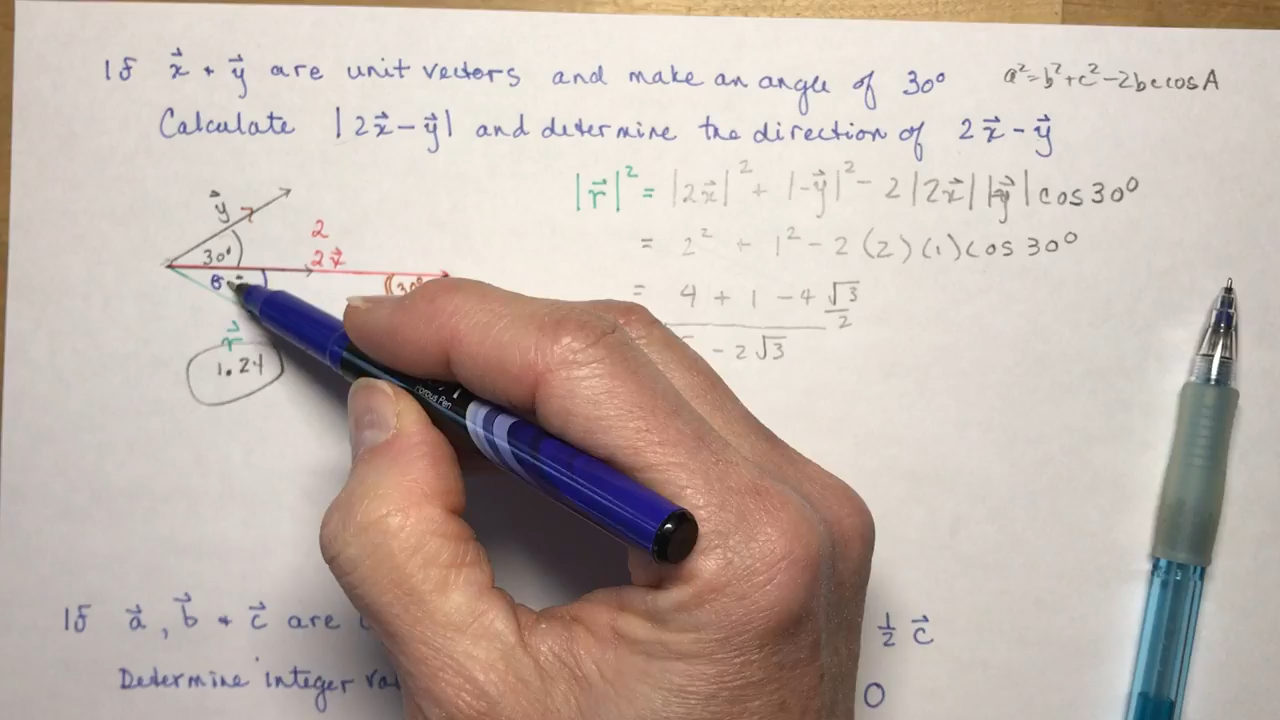 If x⃗ + y⃗ are unit vectors and make an angle of 30°
a² = b² + c² - 2bc cos A
Calculate |2x⃗ - y⃗| and determine the direction of 2x⃗ - y⃗
|r⃗|² = |2x⃗|² + |-y⃗|² - 2|2x⃗||y⃗| cos 30°
= 2² + 1² - 2 (2)(1) cos 30°
= 4 + 1 - 4 √3/2
- 2√3
y⃗
30°
2
2x⃗
θ
30°
r⃗
1.24
Porous Pen
If a⃗, b⃗ + c⃗ are
½ c⃗
Determine integer
0